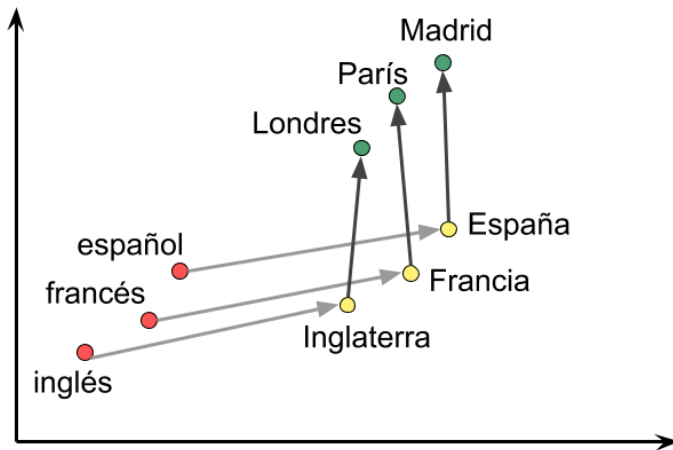 Madrid
París
Londres
España
español
Francia
francés
Inglaterra
inglés